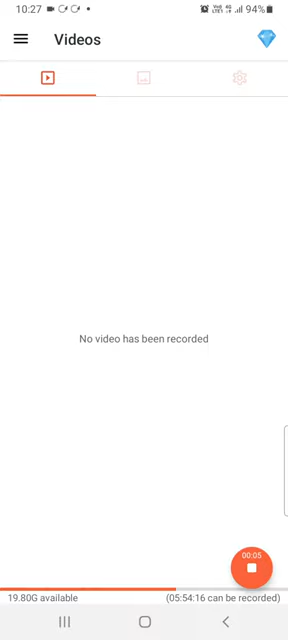 10:27
94%
Videos
No video has been recorded
00:05
19.80G available
(05:54:16 can be recorded)